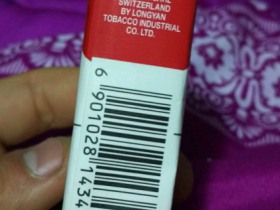 SWITZERLAND
BY LONGYAN
TOBACCO INDUSTRIAL
CO. LTD.
6 901028 1434